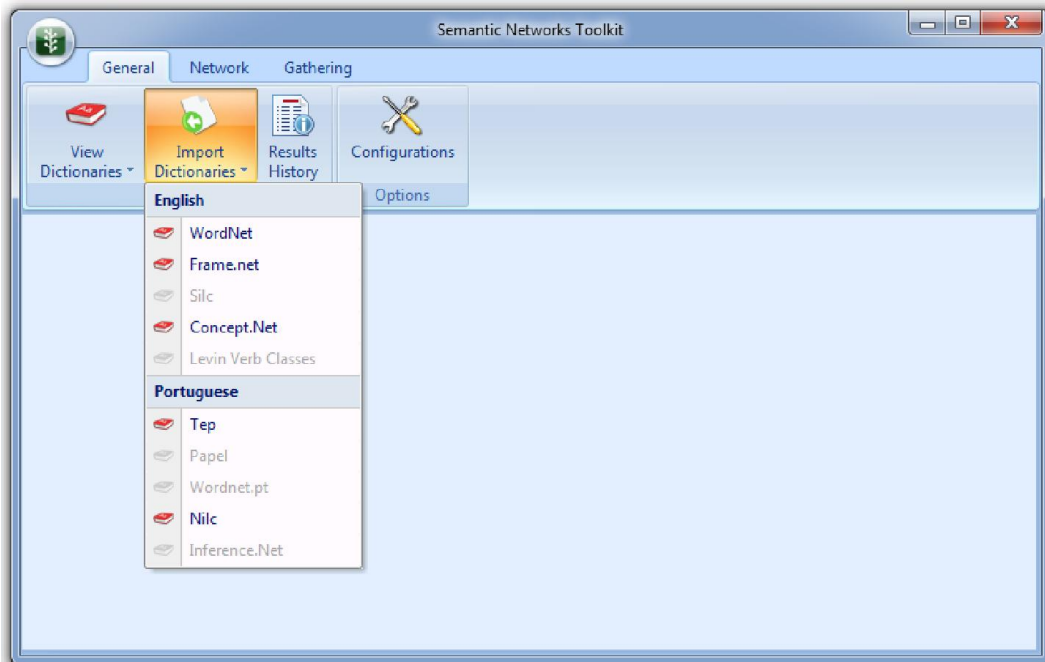 Semantic Networks Toolkit
General Network Gathering
View Dictionaries
Import Dictionaries
Results History
Configurations
Options
English
WordNet
Frame.net
Silc
Concept.Net
Levin Verb Classes
Portuguese
Tep
Papel
Wordnet.pt
Nilc
Inference.Net